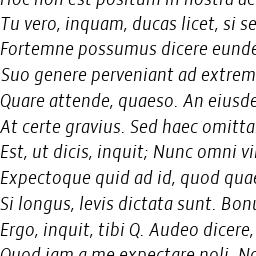 Hoc non est positum in nostra ac
Tu vero, inquam, ducas licet, si se
Fortemne possumus dicere eunde
Suo genere perveniant ad extrem
Quare attende, quaeso. An eiusde
At certe gravius. Sed haec omitta
Est, ut dicis, inquit; Nunc omni vi
Expectoque quid ad id, quod quae
Si longus, levis dictata sunt. Bonu
Ergo, inquit, tibi Q. Audeo dicere,
Quod iam a me expectare noli. No